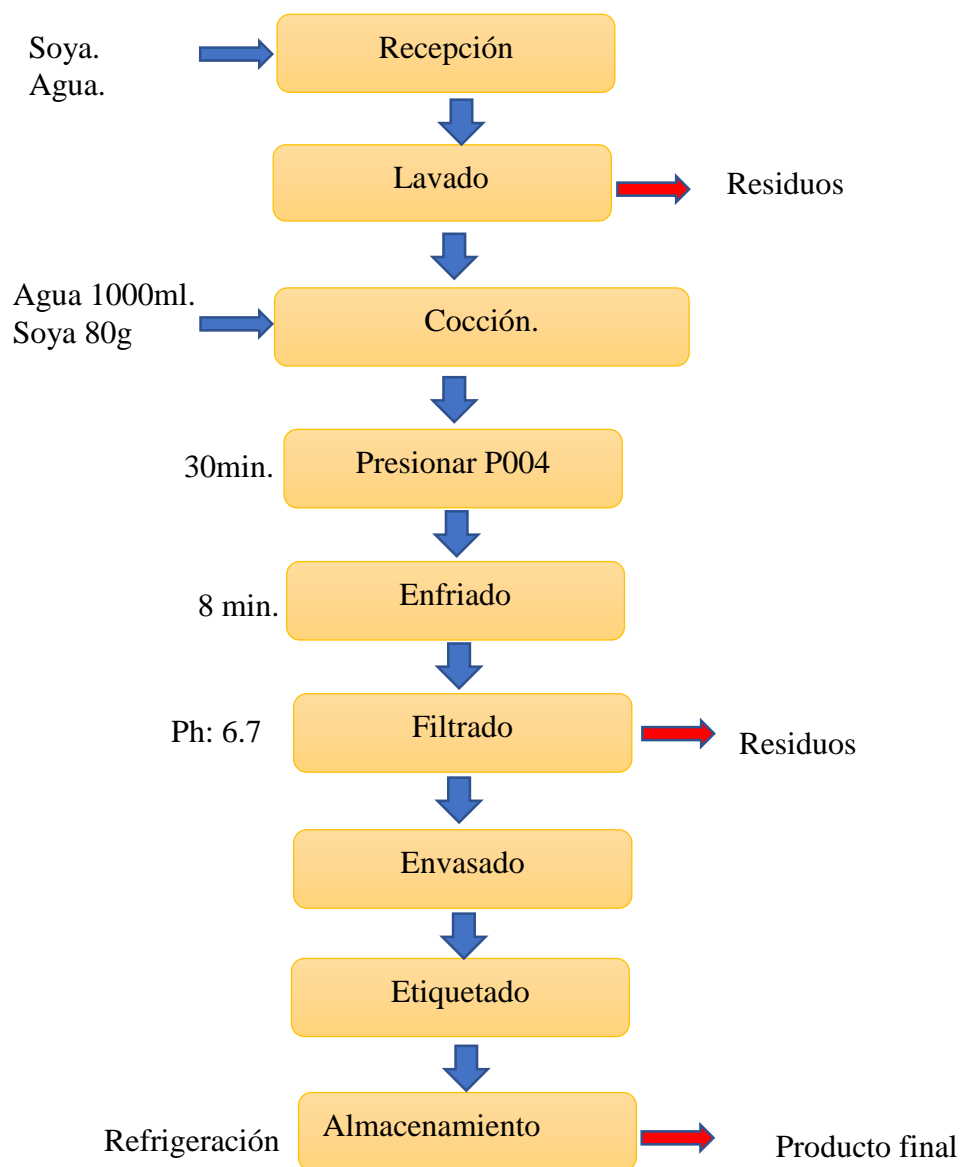 Soya.
Agua.
Recepción
Lavado
Residuos
Agua 1000ml.
Soya 80g
Cocción.
30min.
Presionar P004
8 min.
Enfriado
Ph: 6.7
Filtrado
Residuos
Envasado
Etiquetado
Refrigeración
Almacenamiento
Producto final